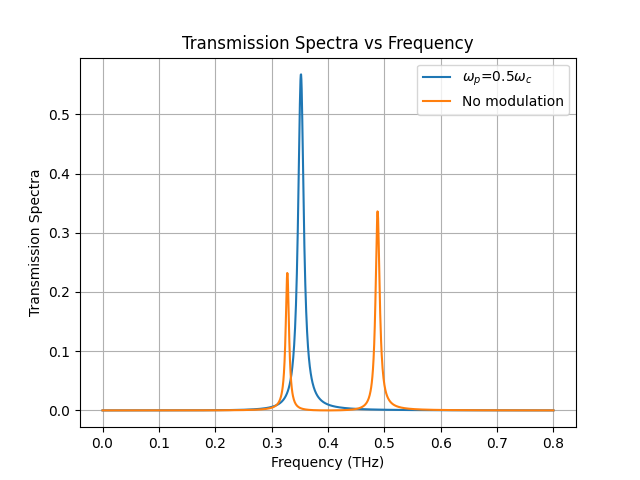 Transmission Spectra vs Frequency
Transmission Spectra
0.5
0.4
0.3
0.2
0.1
0.0
ωp=0.5ωc
No modulation
0.0 0.1 0.2 0.3 0.4 0.5 0.6 0.7 0.8
Frequency (THz)